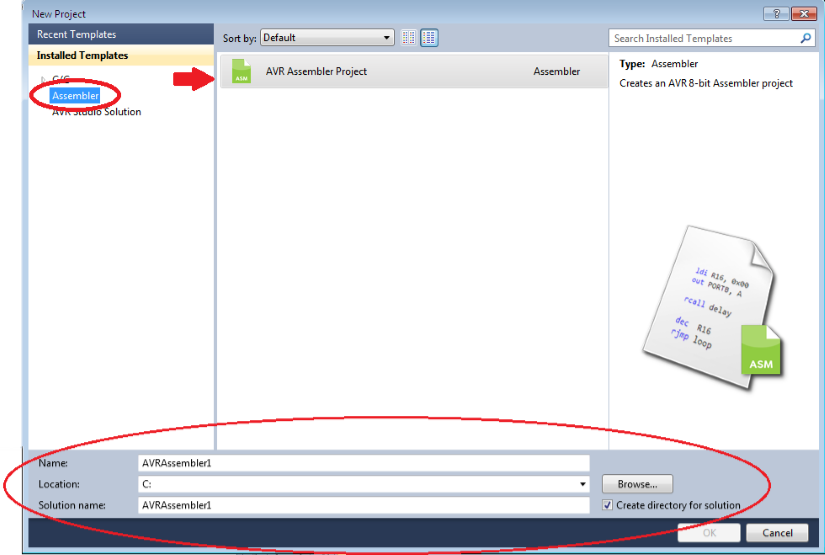 New Project
Recent Templates
Installed Templates
C/C
Assembler
AVR Studio Solution
Sort by: Default
AVR Assembler Project Assembler
Search Installed Templates
Type: Assembler
Creates an AVR 8-bit Assembler project
ldi R16, 0x00
out PORTB, A
rcall delay
dec R16
rjmp loop
ASM
ASM
Name: AVRAssembler1
Location: C:
Browse...
Solution name: AVRAssembler1
Create directory for solution
OK Cancel